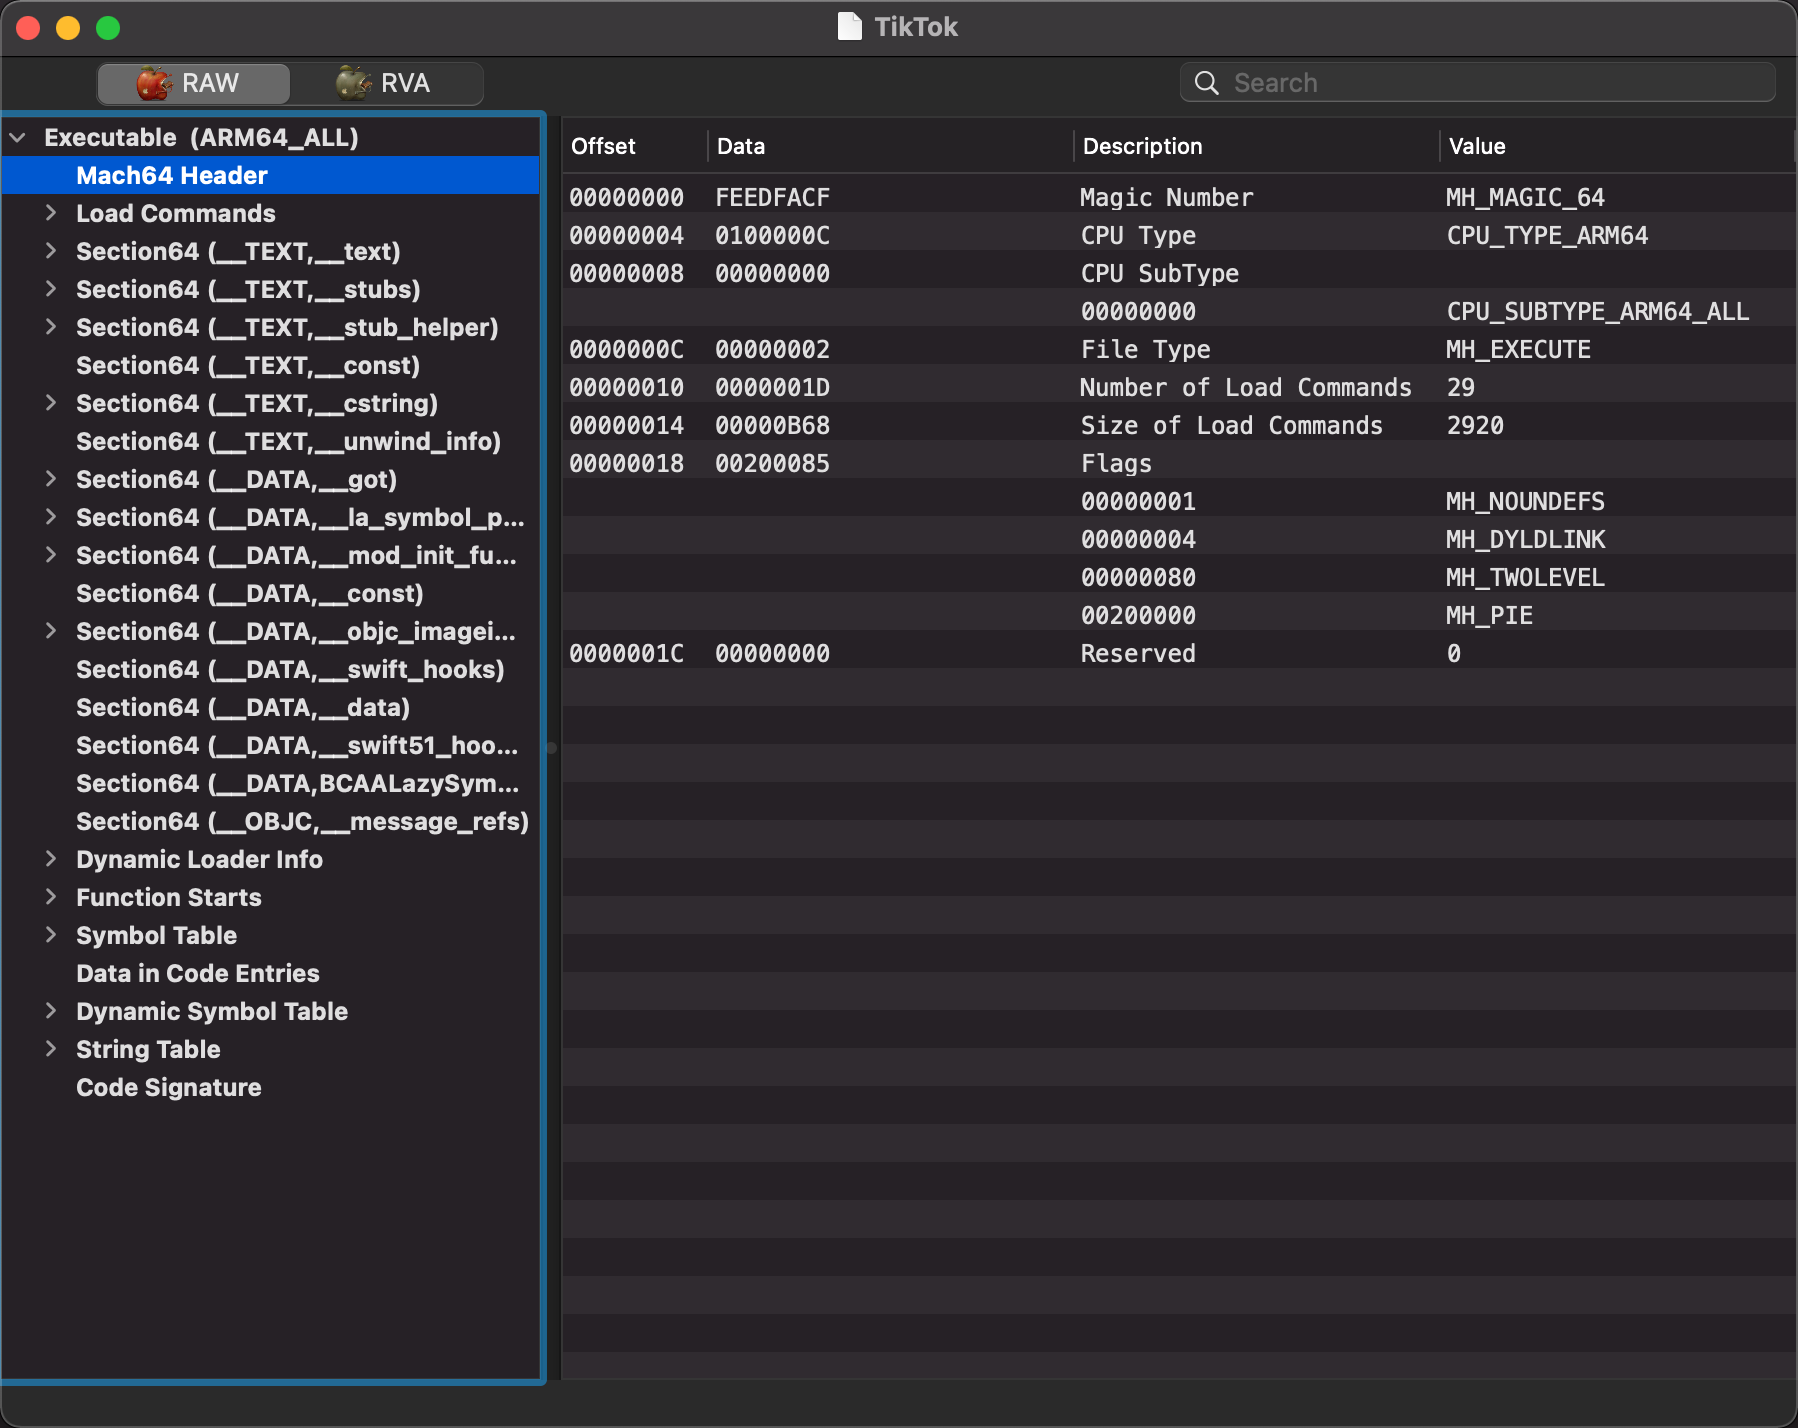 TikTok
RAW
RVA
Search
Executable (ARM64_ALL)
Mach64 Header
Load Commands
Section64 (__TEXT,__text)
Section64 (__TEXT,__stubs)
Section64 (__TEXT,__stub_helper)
Section64 (__TEXT,__const)
Section64 (__TEXT,__cstring)
Section64 (__TEXT,__unwind_info)
Section64 (__DATA,__got)
Section64 (__DATA,__la_symbol_p...
Section64 (__DATA,__mod_init_fu...
Section64 (__DATA,__const)
Section64 (__DATA,__objc_imagei...
Section64 (__DATA,__swift_hooks)
Section64 (__DATA,__data)
Section64 (__DATA,__swift51_hoo...
Section64 (__DATA,BCAALazySym...
Section64 (__OBJC,__message_refs)
Dynamic Loader Info
Function Starts
Symbol Table
Data in Code Entries
Dynamic Symbol Table
String Table
Code Signature
Offset Data Description Value
00000000 FEEDFACF Magic Number MH_MAGIC_64
00000004 0100000C CPU Type CPU_TYPE_ARM64
00000008 00000000 CPU SubType
00000000 CPU_SUBTYPE_ARM64_ALL
0000000C 00000002 File Type MH_EXECUTE
00000010 0000001D Number of Load Commands 29
00000014 00000B68 Size of Load Commands 2920
00000018 00200085 Flags
00000001 MH_NOUNDEFS
00000004 MH_DYLDLINK
00000080 MH_TWOLEVEL
00200000 MH_PIE
0000001C 00000000 Reserved 0